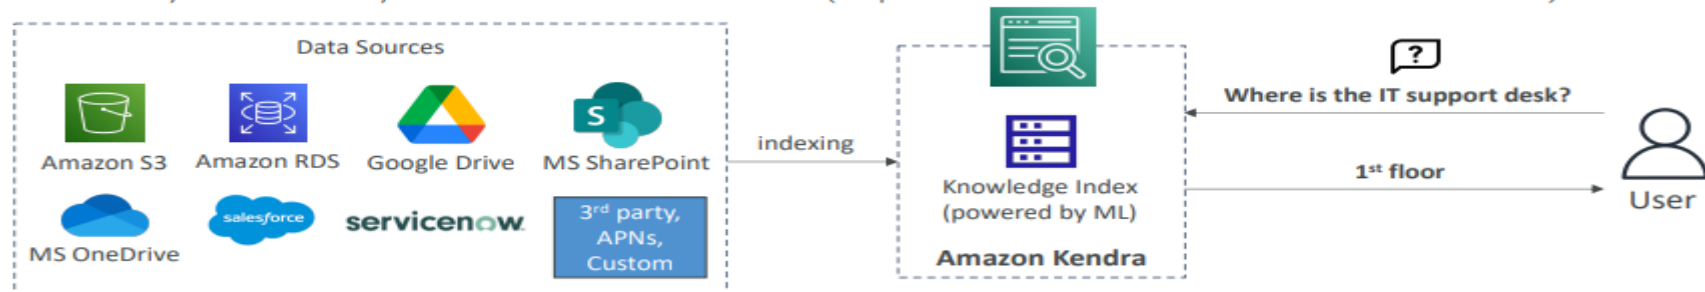 Data Sources
Amazon S3
Amazon RDS
Google Drive
S
MS SharePoint
MS OneDrive
salesforce
servicenow
3rd party,
APNs,
Custom
indexing
Knowledge Index
(powered by ML)
Amazon Kendra
?
Where is the IT support desk?
1st floor
User